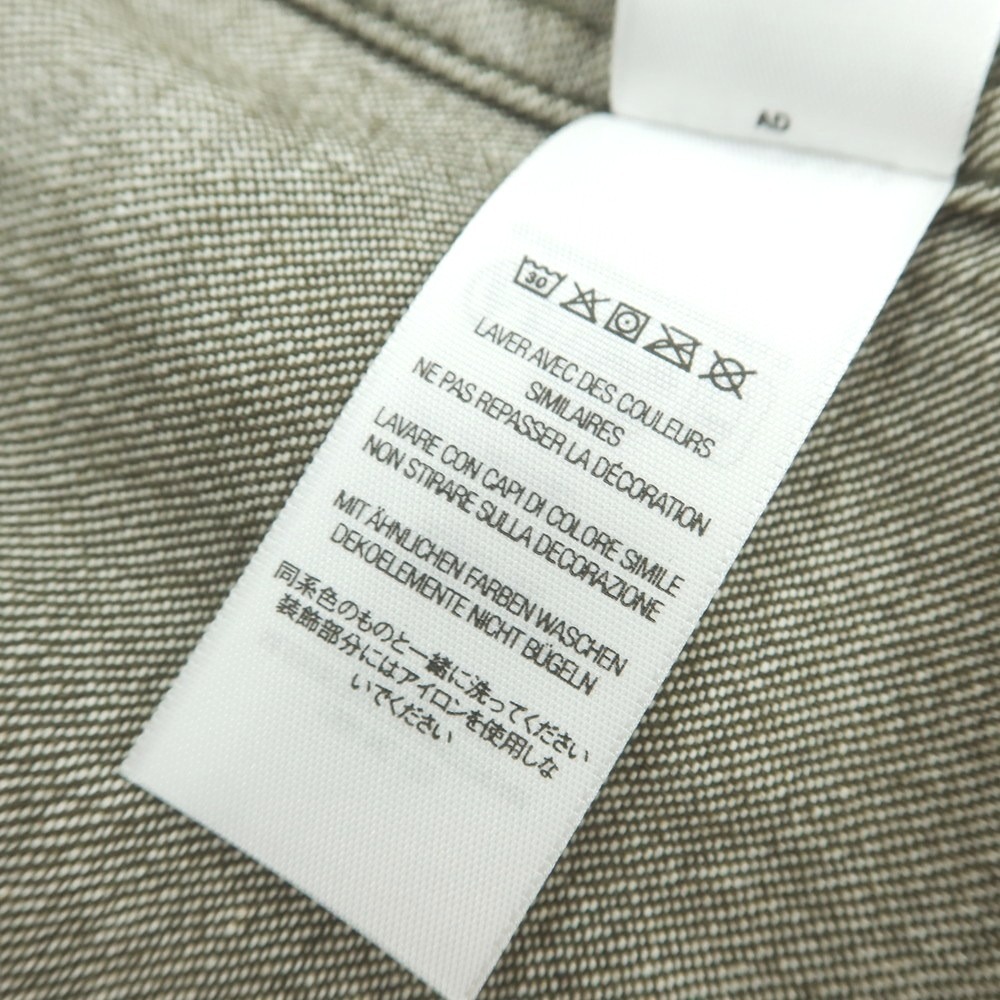 AD
30
LAVER AVEC DES COULEURS
SIMILAIRES
NE PAS REPASSER LA DÉCORATION
LAVARE CON CAPI DI COLORE SIMILE
NON STIRARE SULLA DECORAZIONE
MIT ÄHNLICHEN FARBEN WASCHEN
DEKOELEMENTE NICHT BÜGELN
同系色のものと一緒に洗ってください
装飾部分にはアイロンを使用しな
いでください